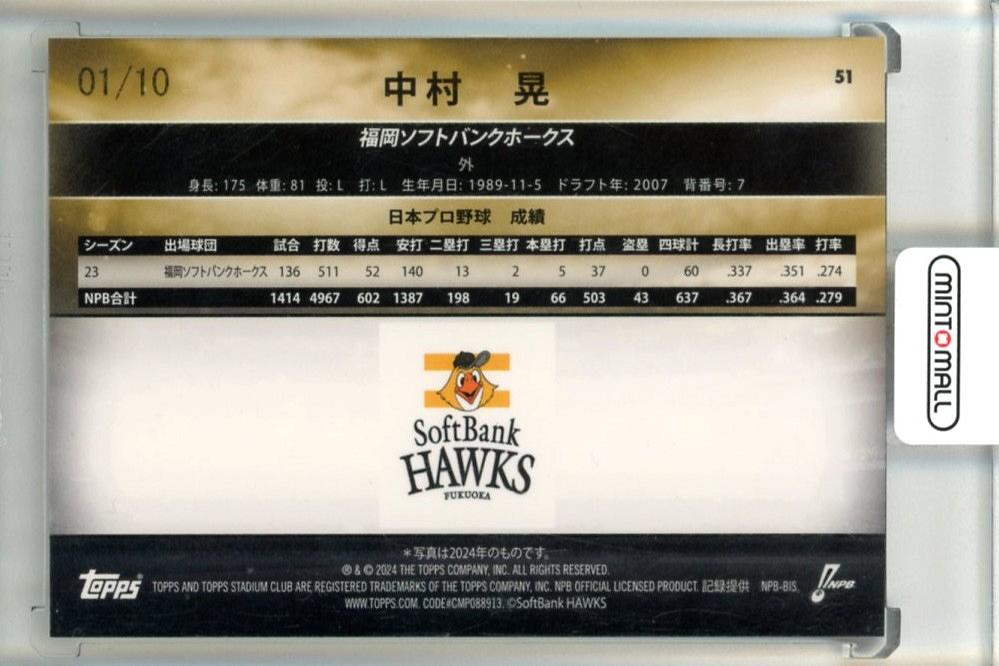 01/10
中村　晃
51
福岡ソフトバンクホークス
外
身長: 175 体重: 81 投: L 打: L 生年月日: 1989-11-5 ドラフト年: 2007 背番号: 7
日本プロ野球　成績
シーズン 出場球団 試合 打数 得点 安打 二塁打 三塁打 本塁打 打点 盗塁 四球計 長打率 出塁率 打率
23 福岡ソフトバンクホークス 136 511 52 140 13 2 5 37 0 60 .337 .351 .274
NPB合計 1414 4967 602 1387 198 19 66 503 43 637 .367 .364 .279
MINT MALL
SoftBank
HAWKS
FUKUOKA
＊写真は2024年のものです。
® & © 2024 THE TOPPS COMPANY, INC. ALL RIGHTS RESERVED.
topps TOPPS AND TOPPS STADIUM CLUB ARE REGISTERED TRADEMARKS OF THE TOPPS COMPANY, INC. NPB OFFICIAL LICENSED PRODUCT. 記録提供 NPB-BIS. NPB
WWW.TOPPS.COM. CODE#CMP088913. ©SoftBank HAWKS